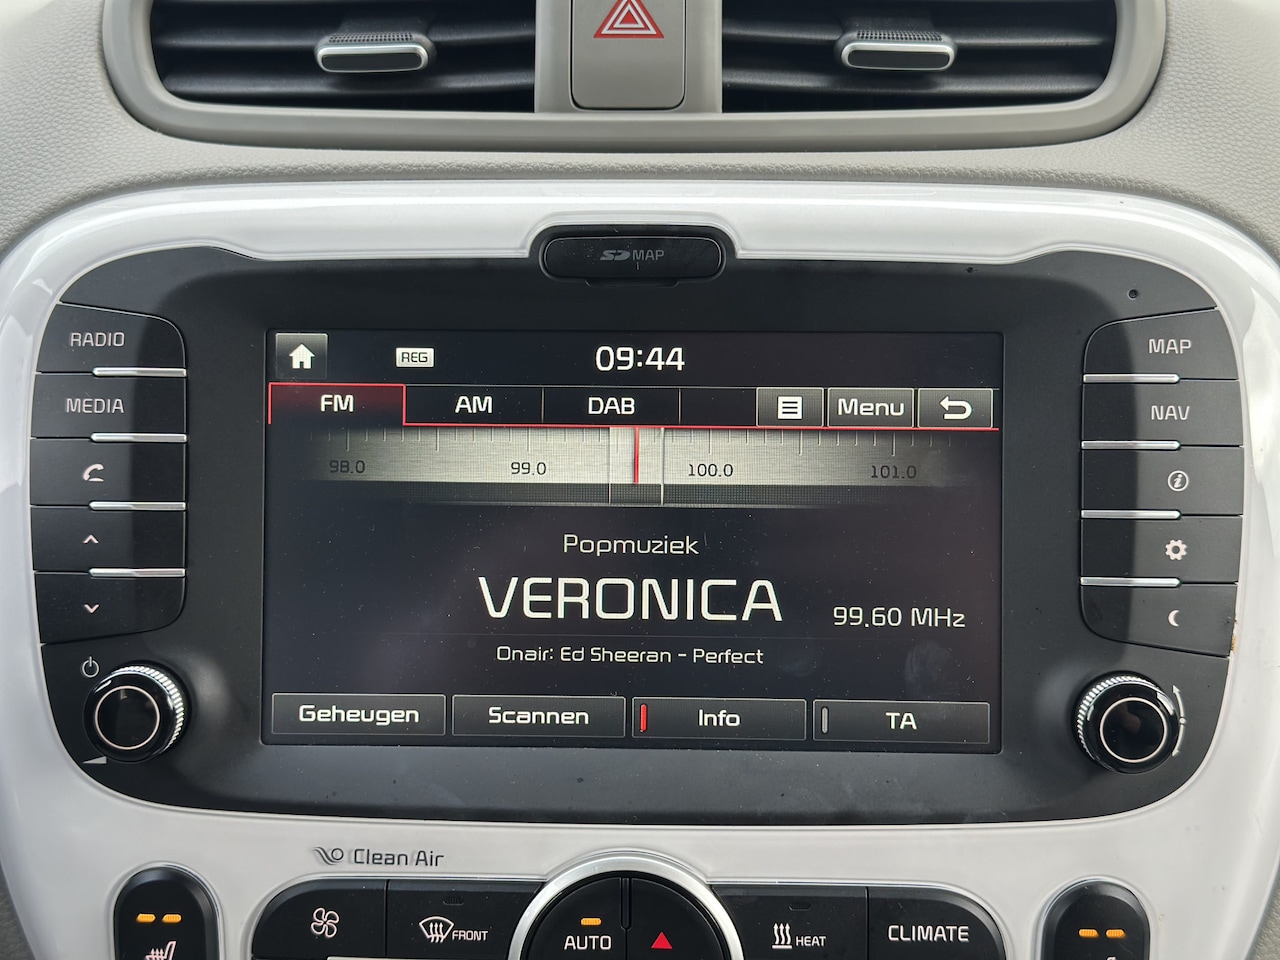 SD MAP
RADIO
MEDIA
MAP
NAV
REG
09:44
FM AM DAB Menu
98.0 99.0 100.0 101.0
Popmuziek
VERONICA
99.60 MHz
Onair: Ed Sheeran - Perfect
Geheugen Scannen Info TA
Clean Air
FRONT AUTO HEAT CLIMATE